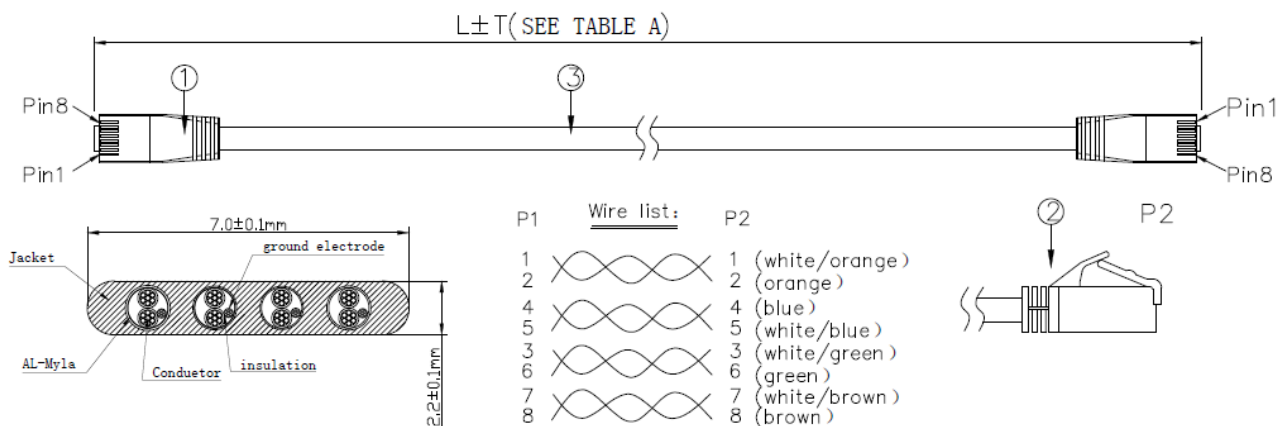 L±T(SEE TABLE A)
1
3
Pin8
Pin1
Pin1
Pin8
7.0±0.1mm
ground electrode
Jacket
AL-Myla
Conduetor
insulation
2.2±0.1mm
P1 Wire list: P2
1 1 (white/orange)
2 2 (orange)
4 4 (blue)
5 5 (white/blue)
3 3 (white/green)
6 6 (green)
7 7 (white/brown)
8 8 (brown)
2
P2